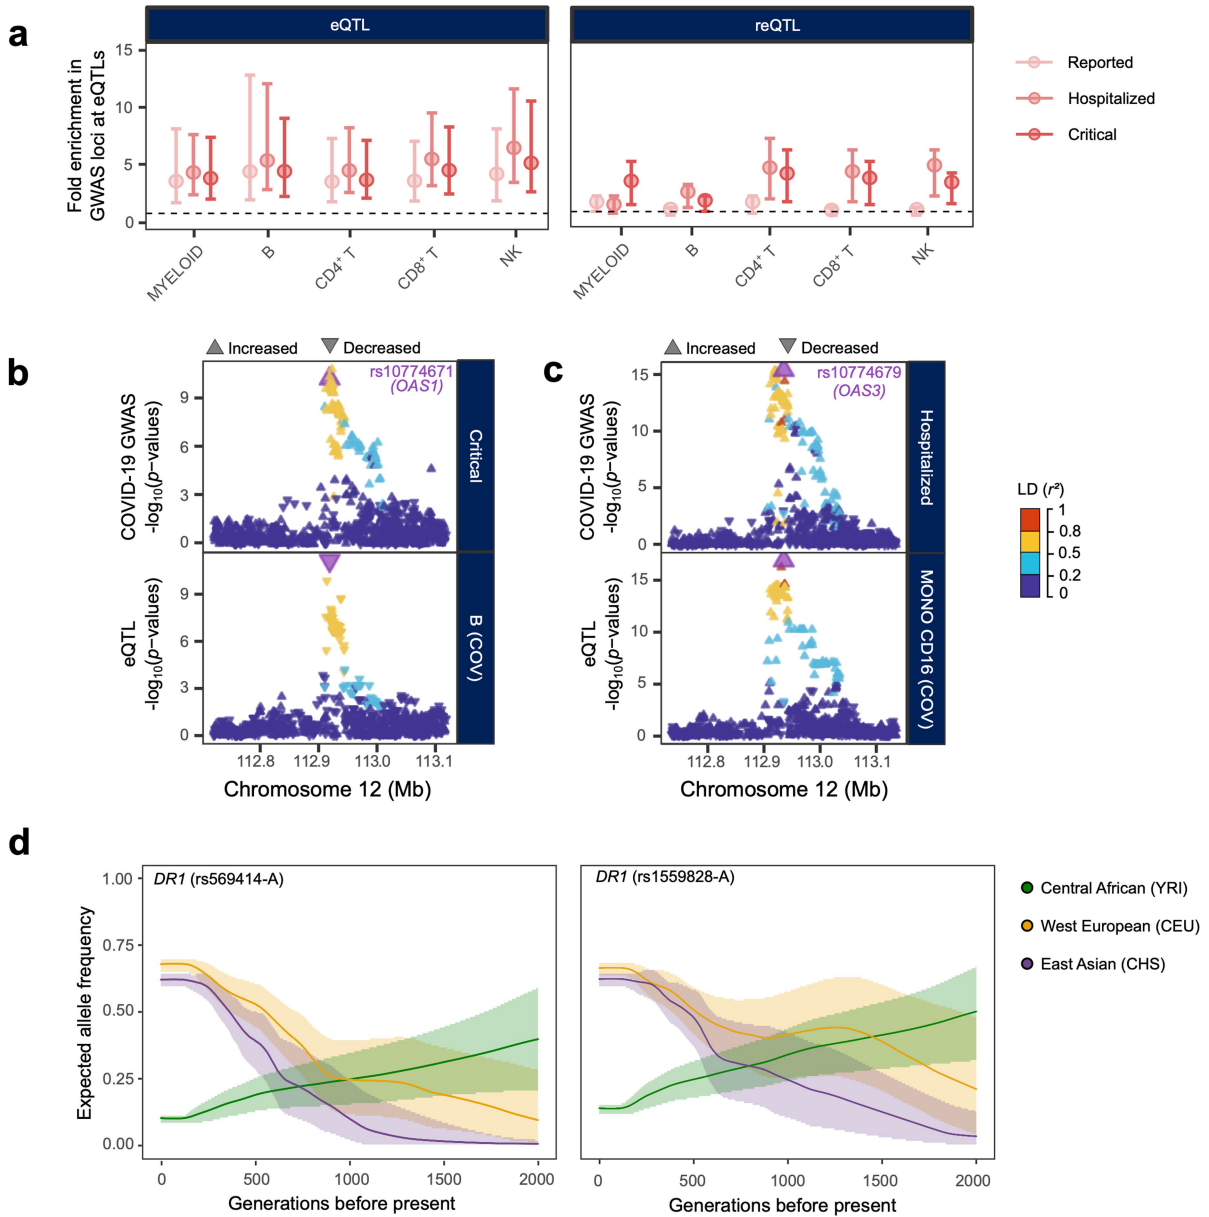 a
eQTL
reQTL
Fold enrichment in
GWAS loci at eQTLs
15
10
5
0
MYELOID
B
CD4⁺ T
CD8⁺ T
NK
MYELOID
B
CD4⁺ T
CD8⁺ T
NK
Reported
Hospitalized
Critical
b
Increased
Decreased
rs10774671
(OAS1)
COVID-19 GWAS
-log₁₀(p−values)
9
6
3
0
Critical
eQTL
-log₁₀(p−values)
9
6
3
0
B (COV)
112.8
112.9
113.0
113.1
Chromosome 12 (Mb)
c
Increased
Decreased
rs10774679
(OAS3)
COVID-19 GWAS
-log₁₀(p−values)
15
10
5
0
Hospitalized
eQTL
-log₁₀(p−values)
15
10
5
0
MONO CD16 (COV)
112.8
112.9
113.0
113.1
Chromosome 12 (Mb)
LD (r²)
1
0.8
0.5
0.2
0
d
DR1 (rs569414-A)
DR1 (rs1559828-A)
Expected allele frequency
1.00
0.75
0.50
0.25
0.00
0
500
1000
1500
2000
Generations before present
0
500
1000
1500
2000
Generations before present
Central African (YRI)
West European (CEU)
East Asian (CHS)